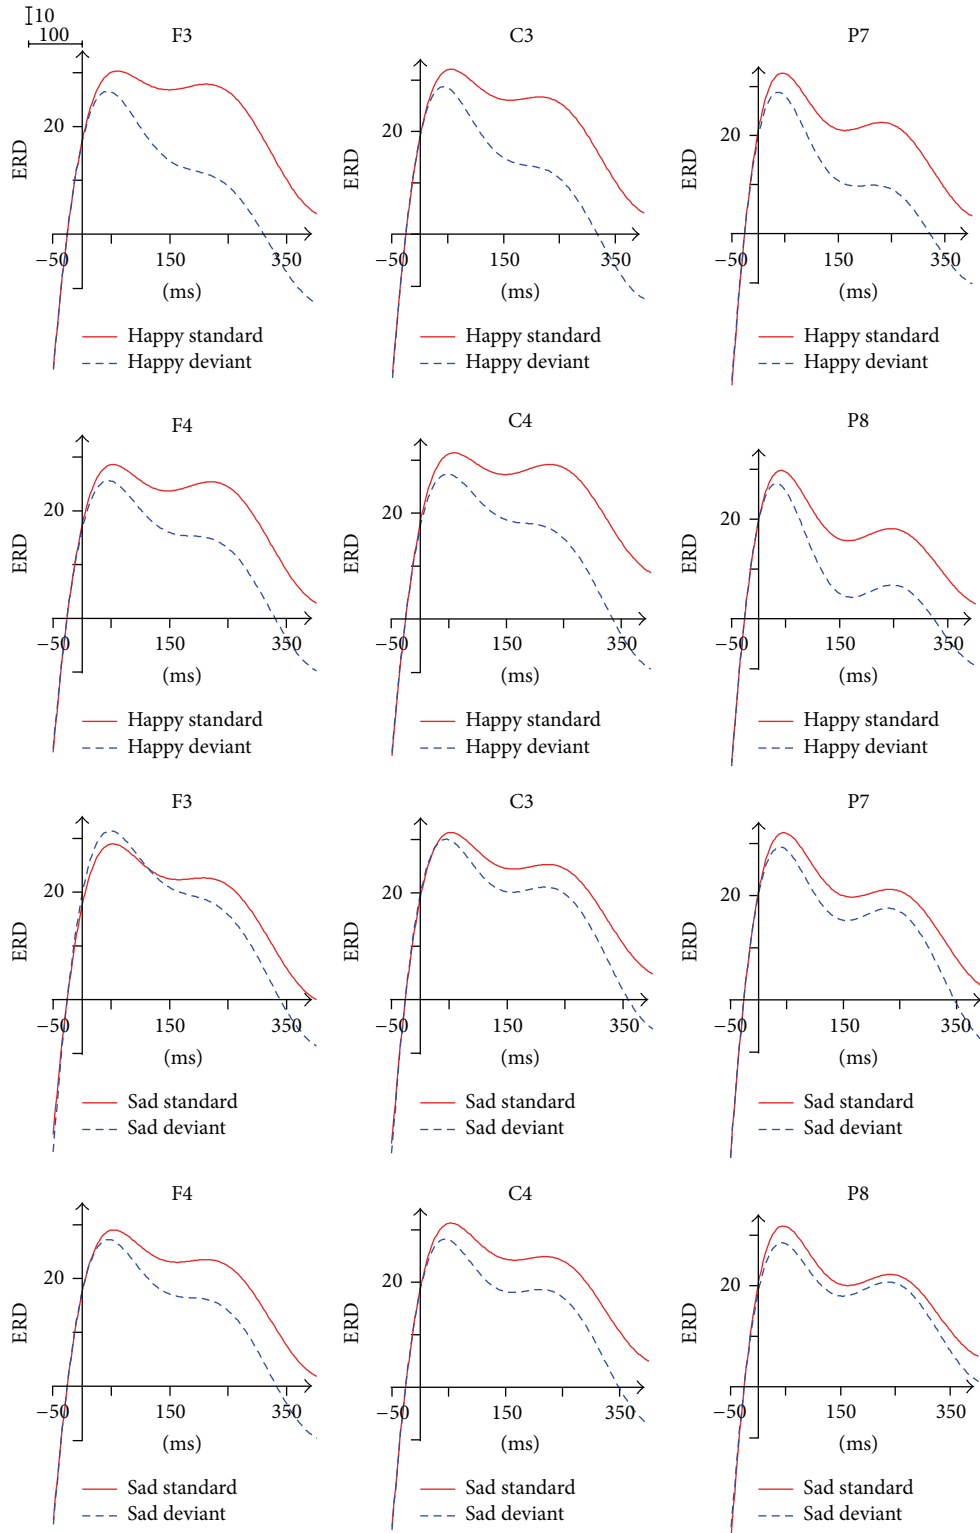 10
100
F3
C3
P7
20
20
20
ERD
ERD
ERD
−50 150 350
−50 150 350
−50 150 350
(ms)
(ms)
(ms)
Happy standard
Happy standard
Happy standard
Happy deviant
Happy deviant
Happy deviant
F4
C4
P8
20
20
20
ERD
ERD
ERD
−50 150 350
−50 150 350
−50 150 350
(ms)
(ms)
(ms)
Happy standard
Happy standard
Happy standard
Happy deviant
Happy deviant
Happy deviant
F3
C3
P7
20
20
20
ERD
ERD
ERD
−50 150 350
−50 150 350
−50 150 350
(ms)
(ms)
(ms)
Sad standard
Sad standard
Sad standard
Sad deviant
Sad deviant
Sad deviant
F4
C4
P8
20
20
20
ERD
ERD
ERD
−50 150 350
−50 150 350
−50 150 350
(ms)
(ms)
(ms)
Sad standard
Sad standard
Sad standard
Sad deviant
Sad deviant
Sad deviant